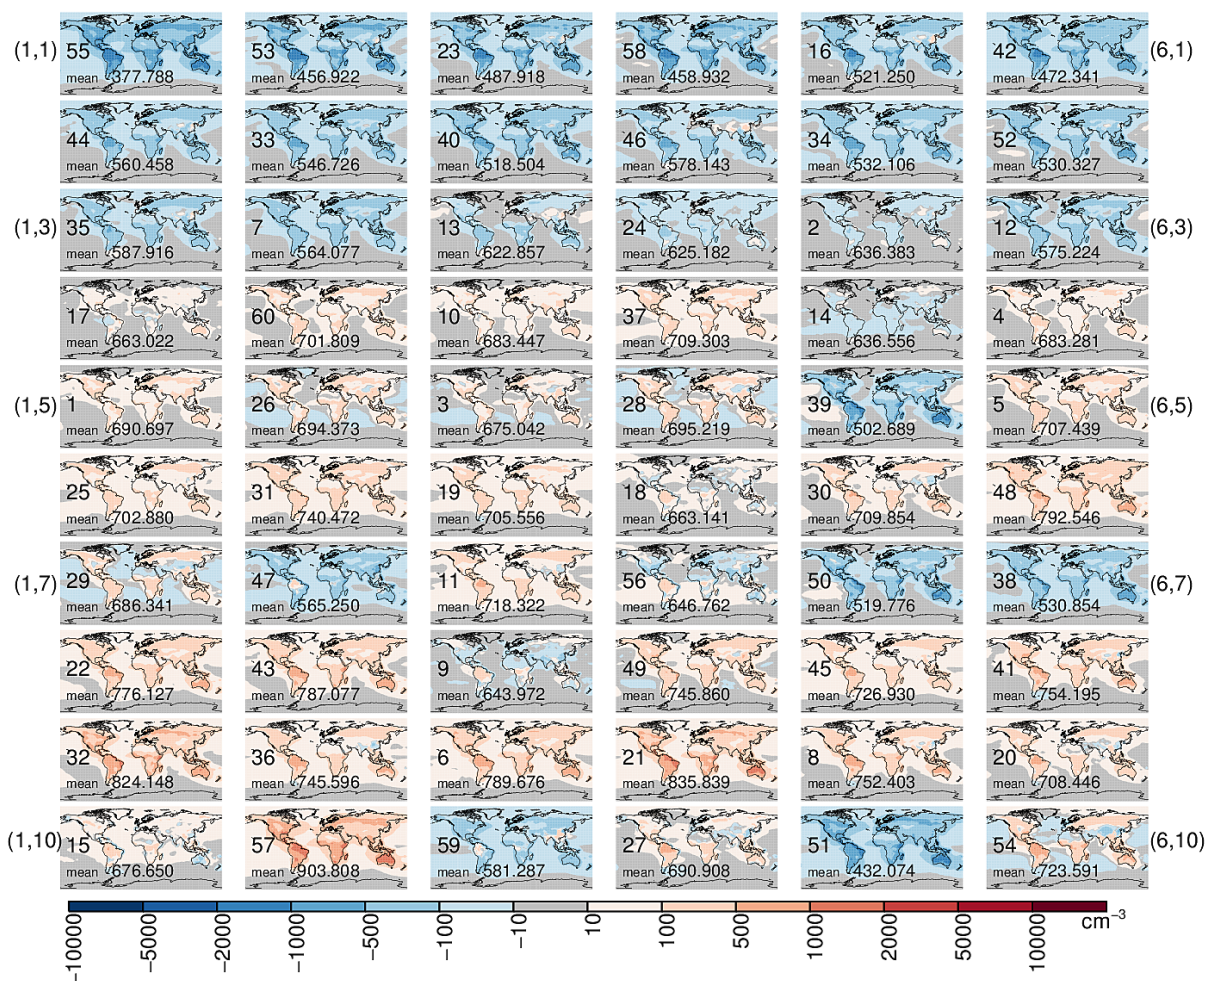 (1,1) 55 53 23 58 16 42 (6,1)
mean 377.788 mean 456.922 mean 487.918 mean 458.932 mean 521.250 mean 472.341
44 33 40 46 34 52
mean 560.458 mean 546.726 mean 518.504 mean 578.143 mean 532.106 mean 530.327
(1,3) 35 7 13 24 2 12 (6,3)
mean 587.916 mean 564.077 mean 622.857 mean 625.182 mean 636.383 mean 575.224
17 60 10 37 14 4
mean 663.022 mean 701.809 mean 683.447 mean 709.303 mean 636.556 mean 683.281
(1,5) 1 26 3 28 39 5 (6,5)
mean 690.697 mean 694.373 mean 675.042 mean 695.219 mean 502.689 mean 707.439
25 31 19 18 30 48
mean 702.880 mean 740.472 mean 705.556 mean 663.141 mean 709.854 mean 792.546
(1,7) 29 47 11 56 50 38 (6,7)
mean 686.341 mean 565.250 mean 718.322 mean 646.762 mean 519.776 mean 530.854
22 43 9 49 45 41
mean 776.127 mean 787.077 mean 643.972 mean 745.860 mean 726.930 mean 754.195
32 36 6 21 8 20
mean 824.148 mean 745.596 mean 789.676 mean 835.839 mean 752.403 mean 708.446
(1,10) 15 57 59 27 51 54 (6,10)
mean 676.650 mean 903.808 mean 581.287 mean 690.908 mean 432.074 mean 723.591
−10000 −5000 −2000 −1000 −500 −100 −10 10 100 500 1000 2000 5000 10000 cm⁻³